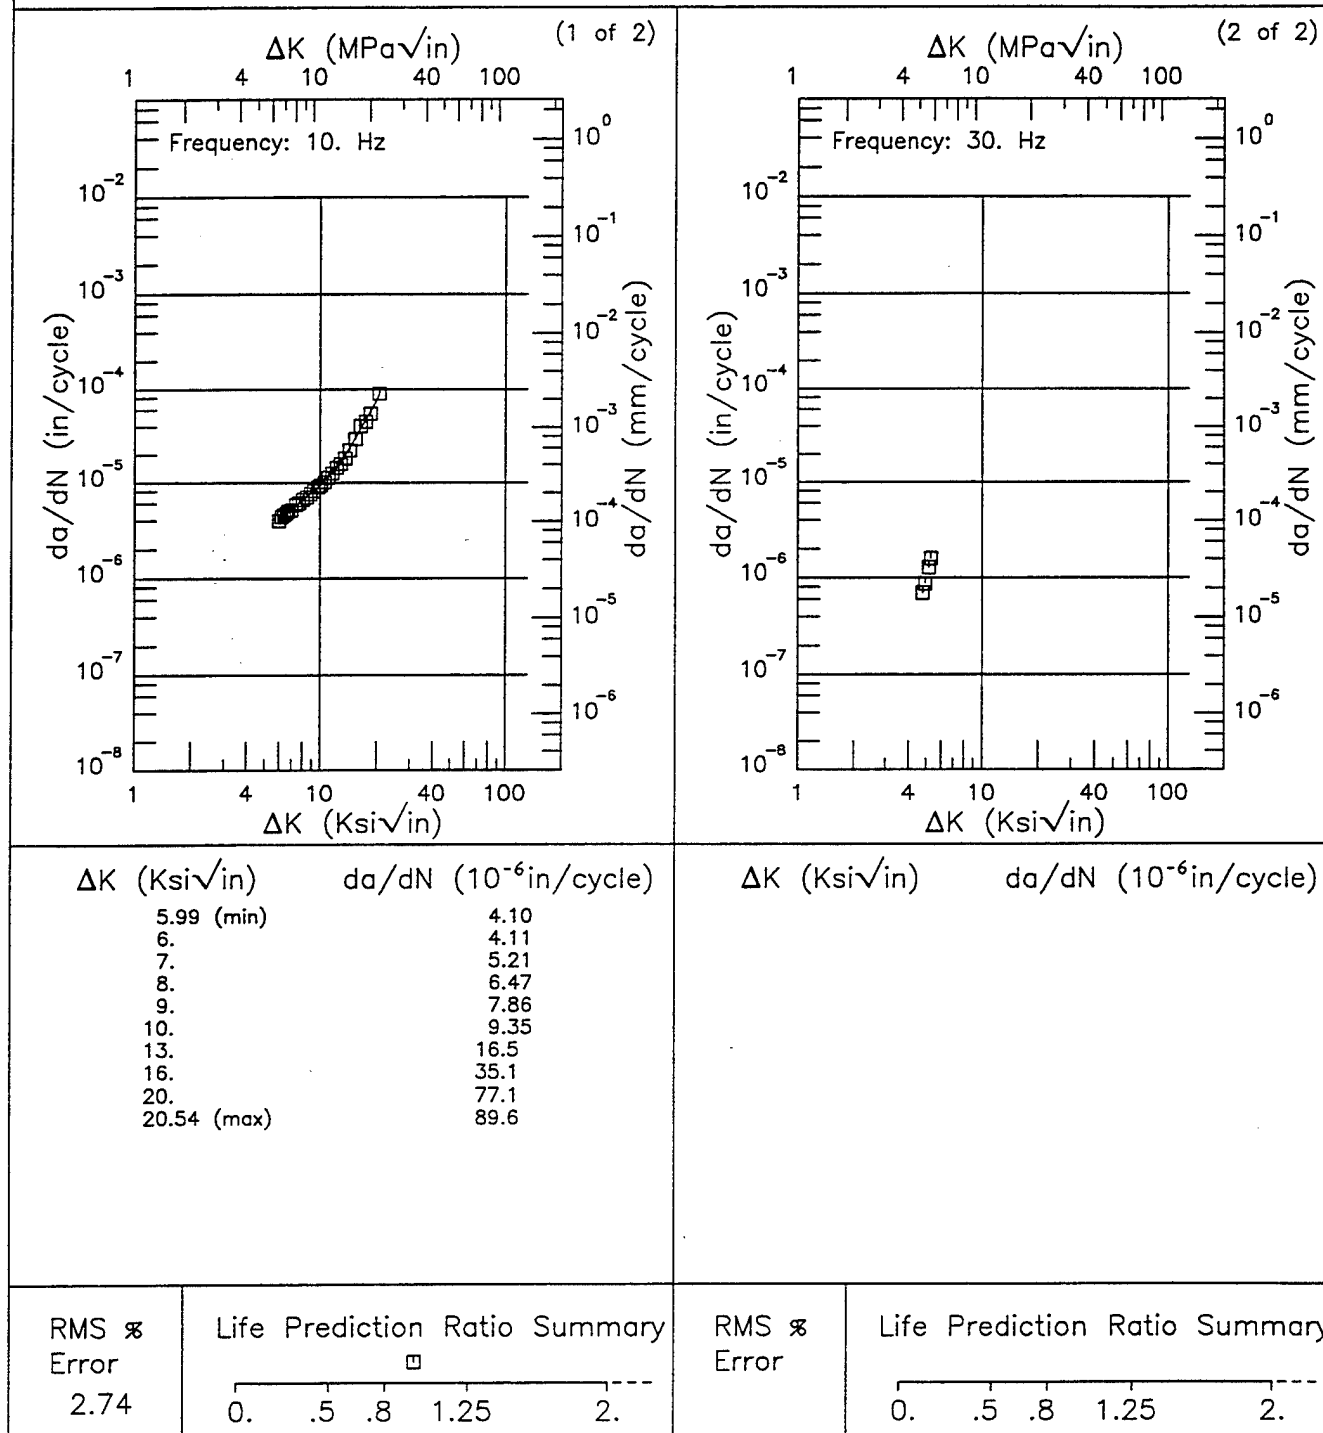 (1 of 2)
ΔK (MPa√in)
1 4 10 40 100
Frequency: 10. Hz
10⁰
10⁻²
10⁻¹
10⁻³
10⁻²
10⁻⁴
10⁻³
10⁻⁵
10⁻⁴
10⁻⁶
10⁻⁵
10⁻⁷
10⁻⁶
10⁻⁸
da/dN (in/cycle)
da/dN (mm/cycle)
1 4 10 40 100
ΔK (Ksi√in)
(2 of 2)
ΔK (MPa√in)
1 4 10 40 100
Frequency: 30. Hz
10⁰
10⁻²
10⁻¹
10⁻³
10⁻²
10⁻⁴
10⁻³
10⁻⁵
10⁻⁴
10⁻⁶
10⁻⁵
10⁻⁷
10⁻⁶
10⁻⁸
da/dN (in/cycle)
da/dN (mm/cycle)
1 4 10 40 100
ΔK (Ksi√in)
ΔK (Ksi√in) da/dN (10⁻⁶in/cycle)
5.99 (min) 4.10
6. 4.11
7. 5.21
8. 6.47
9. 7.86
10. 9.35
13. 16.5
16. 35.1
20. 77.1
20.54 (max) 89.6
ΔK (Ksi√in) da/dN (10⁻⁶in/cycle)
RMS %
Error
2.74
Life Prediction Ratio Summary
0. .5 .8 1.25 2.
RMS %
Error
Life Prediction Ratio Summary
0. .5 .8 1.25 2.